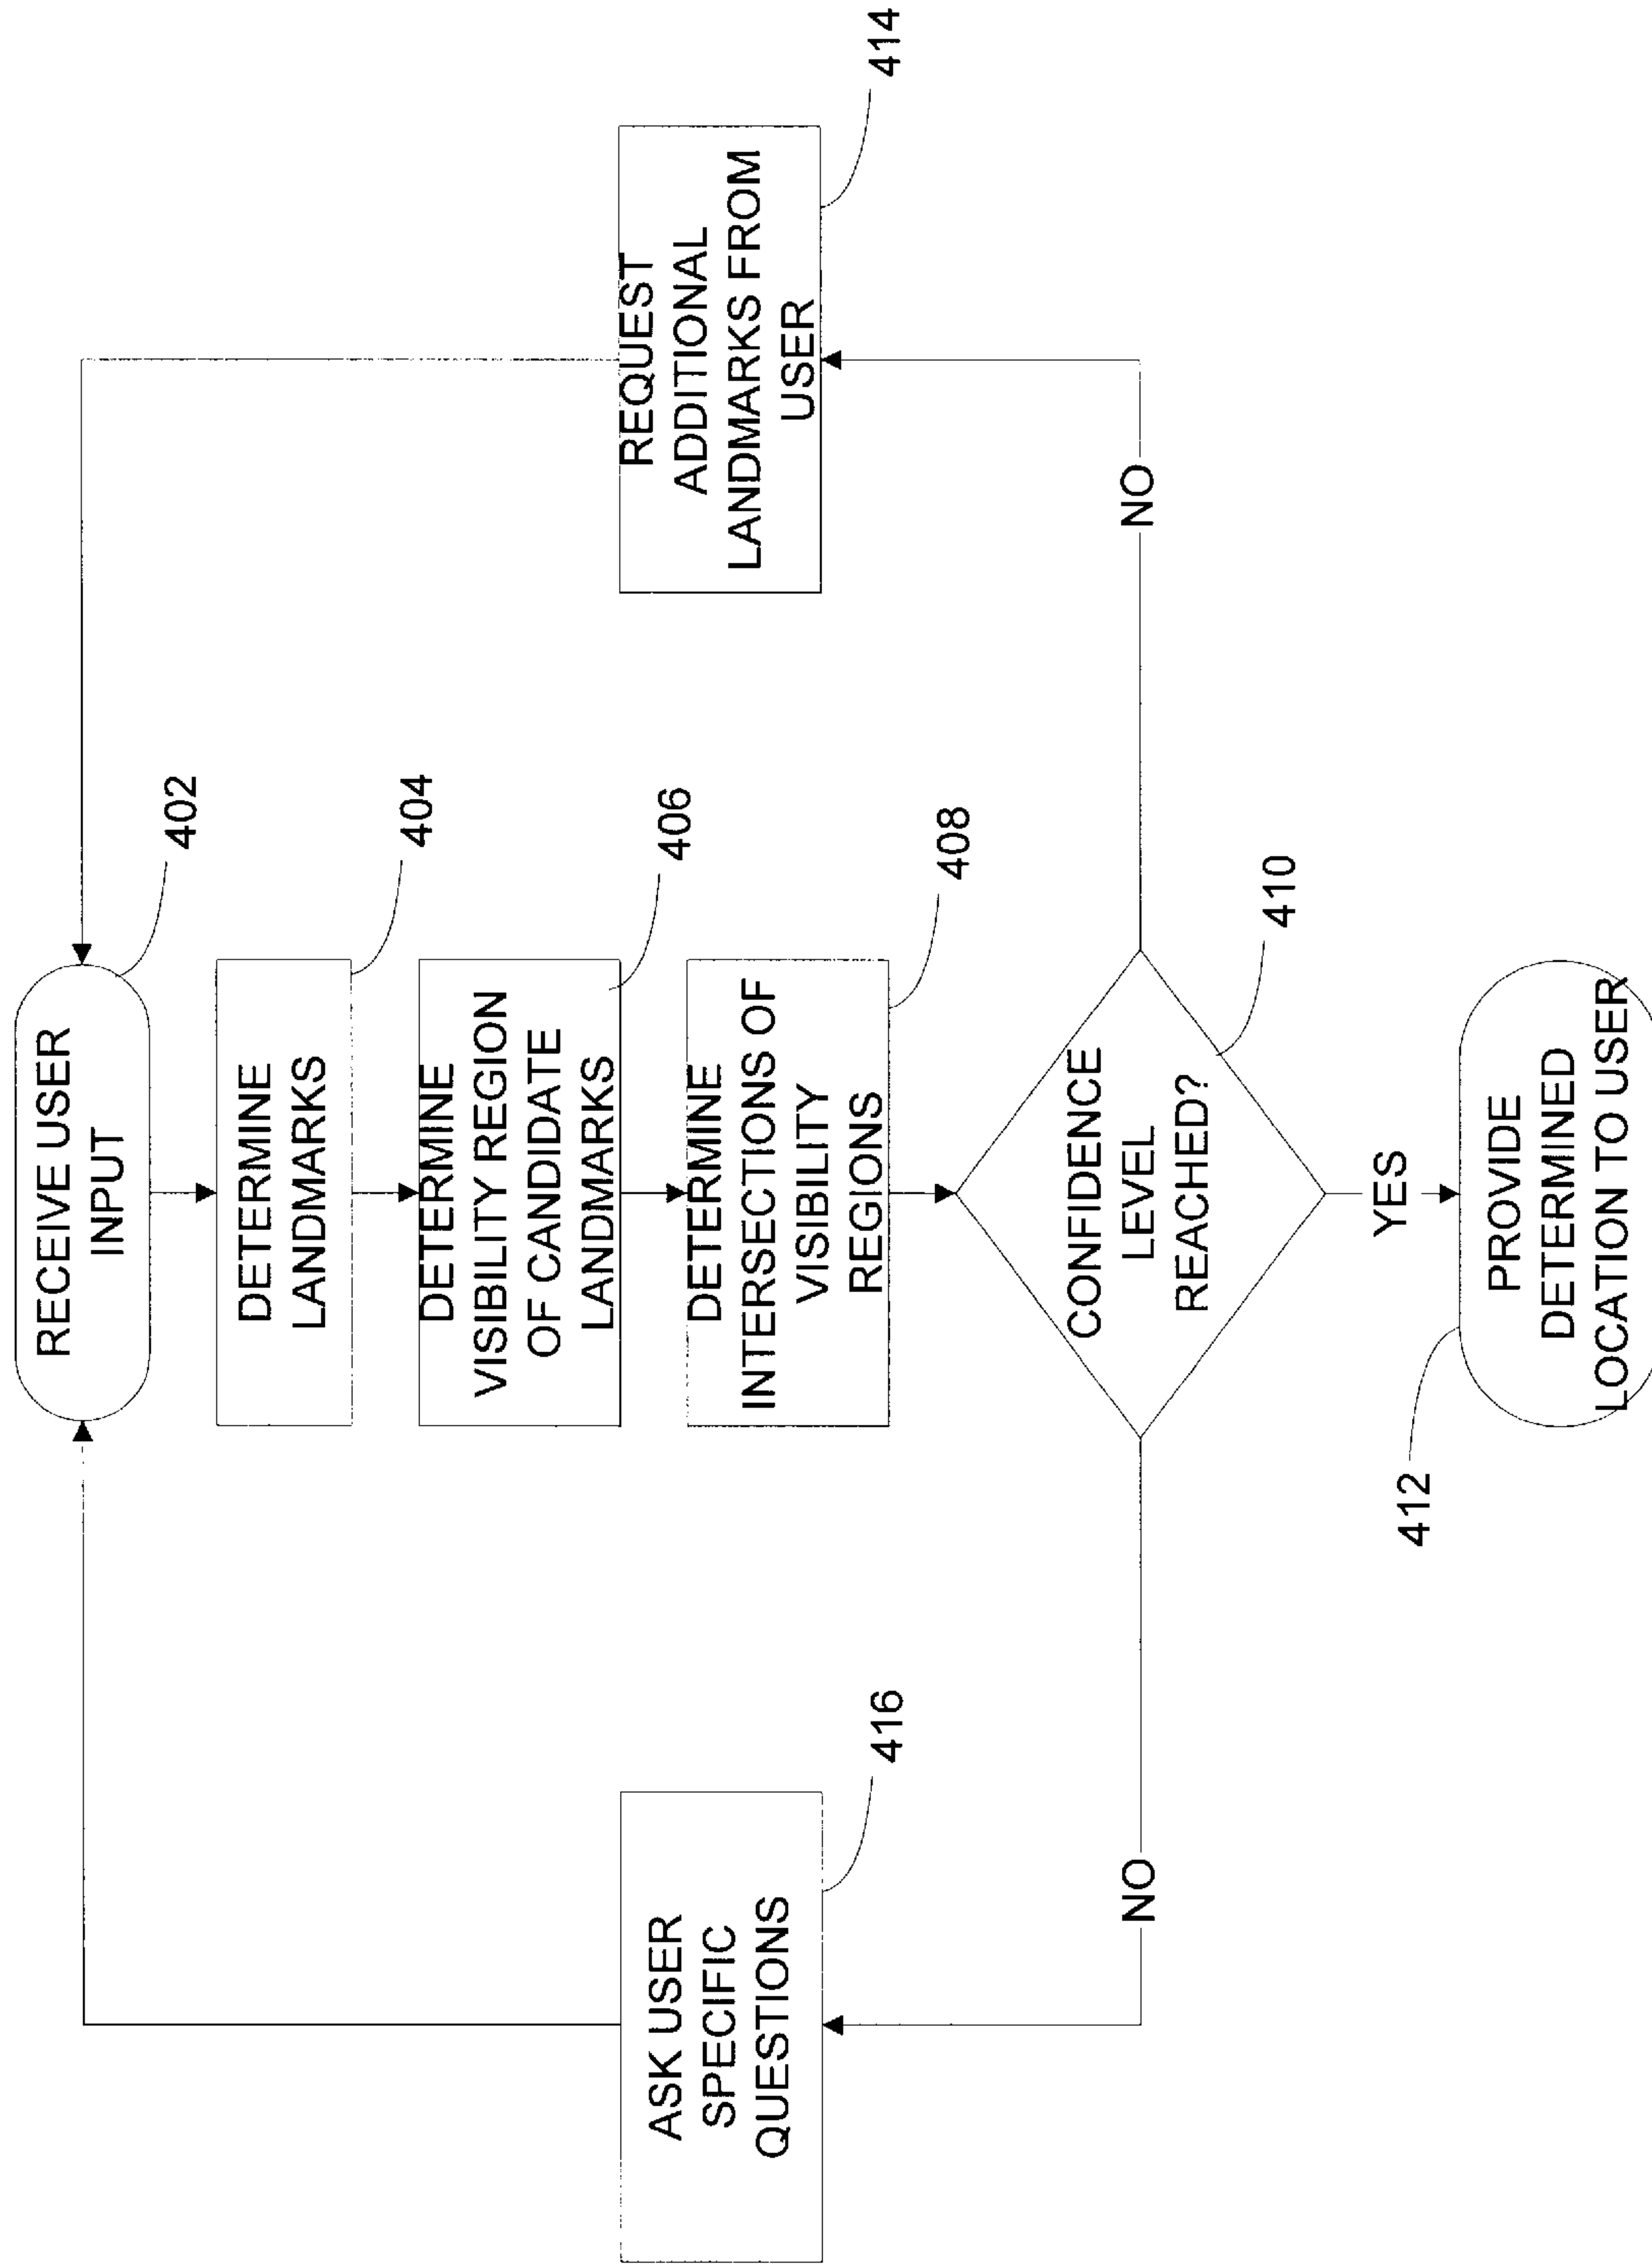 RECEIVE USER
INPUT
402
DETERMINE
LANDMARKS
404
DETERMINE
VISIBILITY REGION
OF CANDIDATE
LANDMARKS
406
DETERMINE
INTERSECTIONS OF
VISIBILITY
REGIONS
408
CONFIDENCE
LEVEL
REACHED?
410
NO
NO
YES
ASK USER
SPECIFIC
QUESTIONS
416
REQUEST
ADDITIONAL
LANDMARKS FROM
USER
414
412
PROVIDE
DETERMINED
LOCATION TO USER